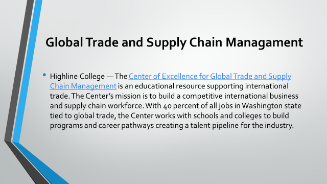 Global Trade and Supply Chain Managament
• Highline College — The Center of Excellence for Global Trade and Supply
Chain Management is an educational resource supporting international
trade. The Center's mission is to build a competitive international business
and supply chain workforce. With 40 percent of all jobs in Washington state
tied to global trade, the Center works with schools and colleges to build
programs and career pathways creating a talent pipeline for the industry.